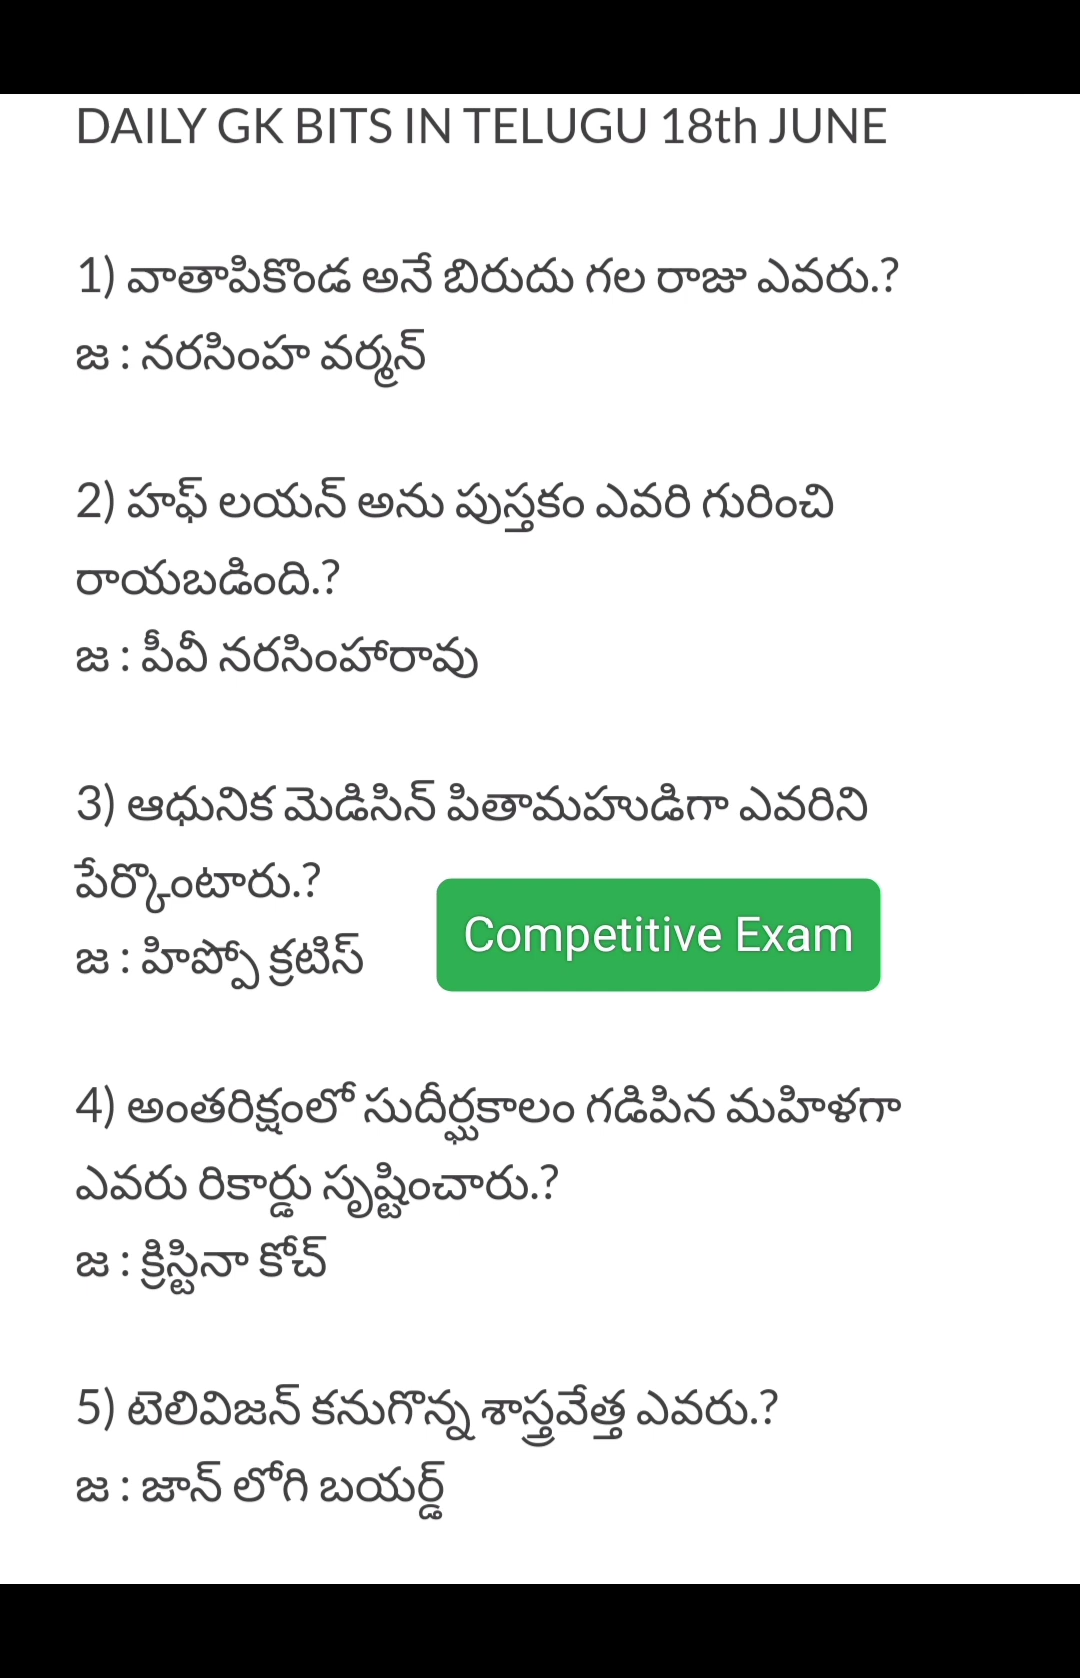 DAILY GK BITS IN TELUGU 18th JUNE
1) వాతాపికొండ అనే బిరుదు గల రాజు ఎవరు.?
జ : నరసింహ వర్మన్
2) హఫ్ లయన్ అను పుస్తకం ఎవరి గురించి
రాయబడింది.?
జ : పీవీ నరసింహారావు
3) ఆధునిక మెడిసిన్ పితామహుడిగా ఎవరిని
పేర్కొంటారు.?
జ : హిప్పో క్రటిస్
Competitive Exam
4) అంతరిక్షంలో సుదీర్ఘకాలం గడిపిన మహిళగా
ఎవరు రికార్డు సృష్టించారు.?
జ : క్రిస్టినా కోచ్
5) టెలివిజన్ కనుగొన్న శాస్త్రవేత్త ఎవరు.?
జ : జాన్ లోగి బయర్డ్